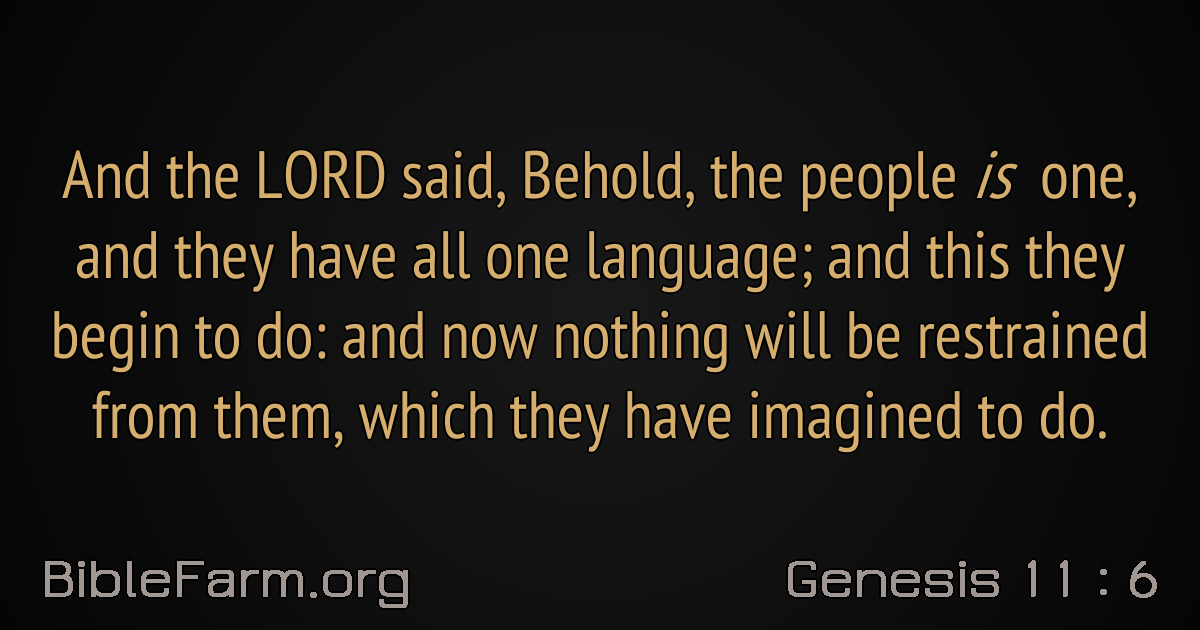 And the LORD said, Behold, the people is one,
and they have all one language; and this they
begin to do: and now nothing will be restrained
from them, which they have imagined to do.
BibleFarm.org
Genesis 11 : 6